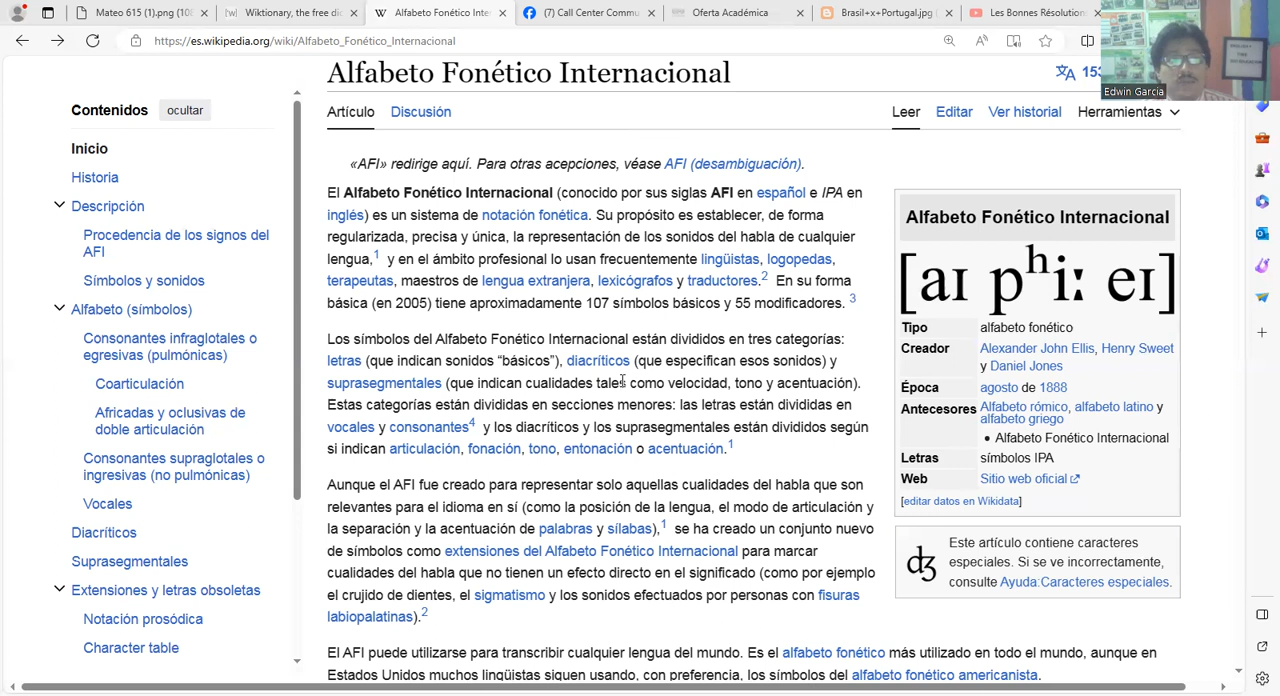 Mateo 615 (1).png (108
Wiktionary, the free dic
Alfabeto Fonético Inter
(7) Call Center Commu
Oferta Académica
Brasil+x+Portugal.jpg (
Les Bonnes Résolution
https://es.wikipedia.org/wiki/Alfabeto_Fonético_Internacional
Edwin Garcia
Alfabeto Fonético Internacional
153
Artículo Discusión
Leer Editar Ver historial Herramientas
Contenidos ocultar
Inicio
Historia
Descripción
Procedencia de los signos del
AFI
Símbolos y sonidos
Alfabeto (símbolos)
Consonantes infraglotales o
egresivas (pulmónicas)
Coarticulación
Africadas y oclusivas de
doble articulación
Consonantes supraglotales o
ingresivas (no pulmónicas)
Vocales
Diacríticos
Suprasegmentales
Extensiones y letras obsoletas
Notación prosódica
Character table
«AFI» redirige aquí. Para otras acepciones, véase AFI (desambiguación).
El Alfabeto Fonético Internacional (conocido por sus siglas AFI en español e IPA en
inglés) es un sistema de notación fonética. Su propósito es establecer, de forma
regularizada, precisa y única, la representación de los sonidos del habla de cualquier
lengua,1 y en el ámbito profesional lo usan frecuentemente lingüistas, logopedas,
terapeutas, maestros de lengua extranjera, lexicógrafos y traductores.2 En su forma
básica (en 2005) tiene aproximadamente 107 símbolos básicos y 55 modificadores. 3
Los símbolos del Alfabeto Fonético Internacional están divididos en tres categorías:
letras (que indican sonidos “básicos”), diacríticos (que especifican esos sonidos) y
suprasegmentales (que indican cualidades tales como velocidad, tono y acentuación).
Estas categorías están divididas en secciones menores: las letras están divididas en
vocales y consonantes4 y los diacríticos y los suprasegmentales están divididos según
si indican articulación, fonación, tono, entonación o acentuación.1
Aunque el AFI fue creado para representar solo aquellas cualidades del habla que son
relevantes para el idioma en sí (como la posición de la lengua, el modo de articulación y
la separación y la acentuación de palabras y sílabas),1 se ha creado un conjunto nuevo
de símbolos como extensiones del Alfabeto Fonético Internacional para marcar
cualidades del habla que no tienen un efecto directo en el significado (como por ejemplo
el crujido de dientes, el sigmatismo y los sonidos efectuados por personas con fisuras
labiopalatinas).2
El AFI puede utilizarse para transcribir cualquier lengua del mundo. Es el alfabeto fonético más utilizado en todo el mundo, aunque en
Estados Unidos muchos lingüistas siguen usando, con preferencia, los símbolos del alfabeto fonético americanista.
Alfabeto Fonético Internacional
[aɪ pʰiː eɪ]
Tipo alfabeto fonético
Creador Alexander John Ellis, Henry Sweet
y Daniel Jones
Época agosto de 1888
Antecesores Alfabeto rómico, alfabeto latino y
alfabeto griego
• Alfabeto Fonético Internacional
Letras símbolos IPA
Web Sitio web oficial
[editar datos en Wikidata]
ʤ
Este artículo contiene caracteres
especiales. Si se ve incorrectamente,
consulte Ayuda:Caracteres especiales.